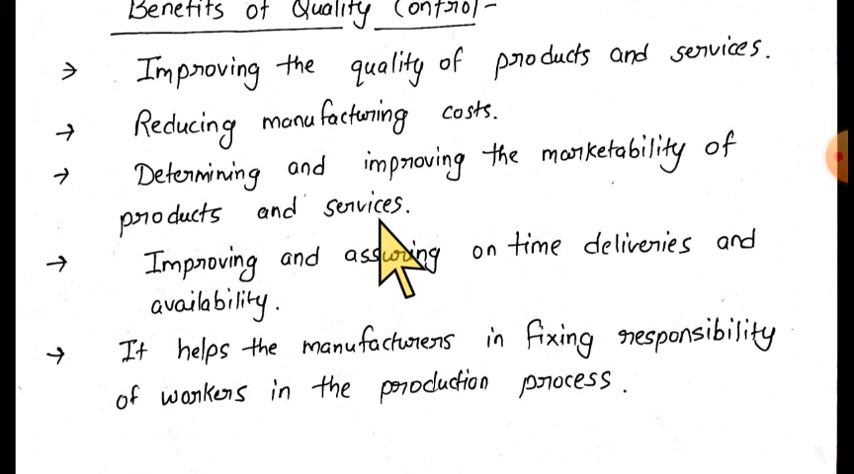 Benefits of Quality Control -
→ Improving the quality of products and services.
→ Reducing manufacturing costs.
→ Determining and improving the marketability of
products and services.
→ Improving and assuring on time deliveries and
availability.
→ It helps the manufacturers in fixing responsibility
of workers in the production process.